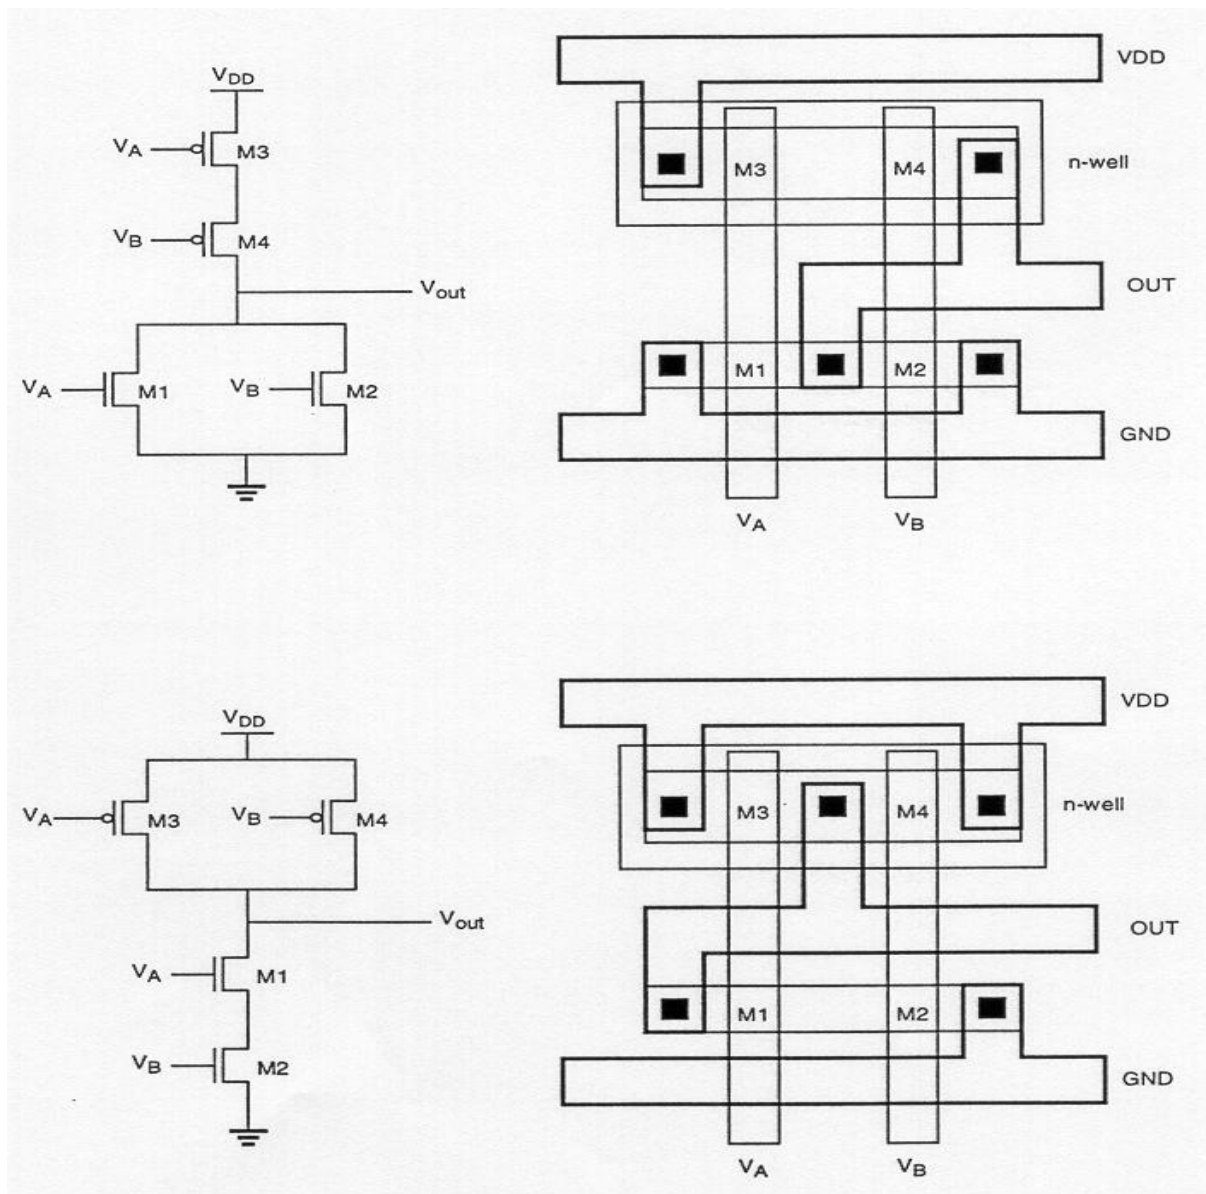 VDD
VA M3
VB M4
Vout
VA M1 VB M2
VDD
M3 M4 n-well
OUT
M1 M2
GND
VA VB
VDD
VA M3 VB M4
Vout
VA M1
VB M2
VDD
M3 M4 n-well
OUT
M1 M2
GND
VA VB